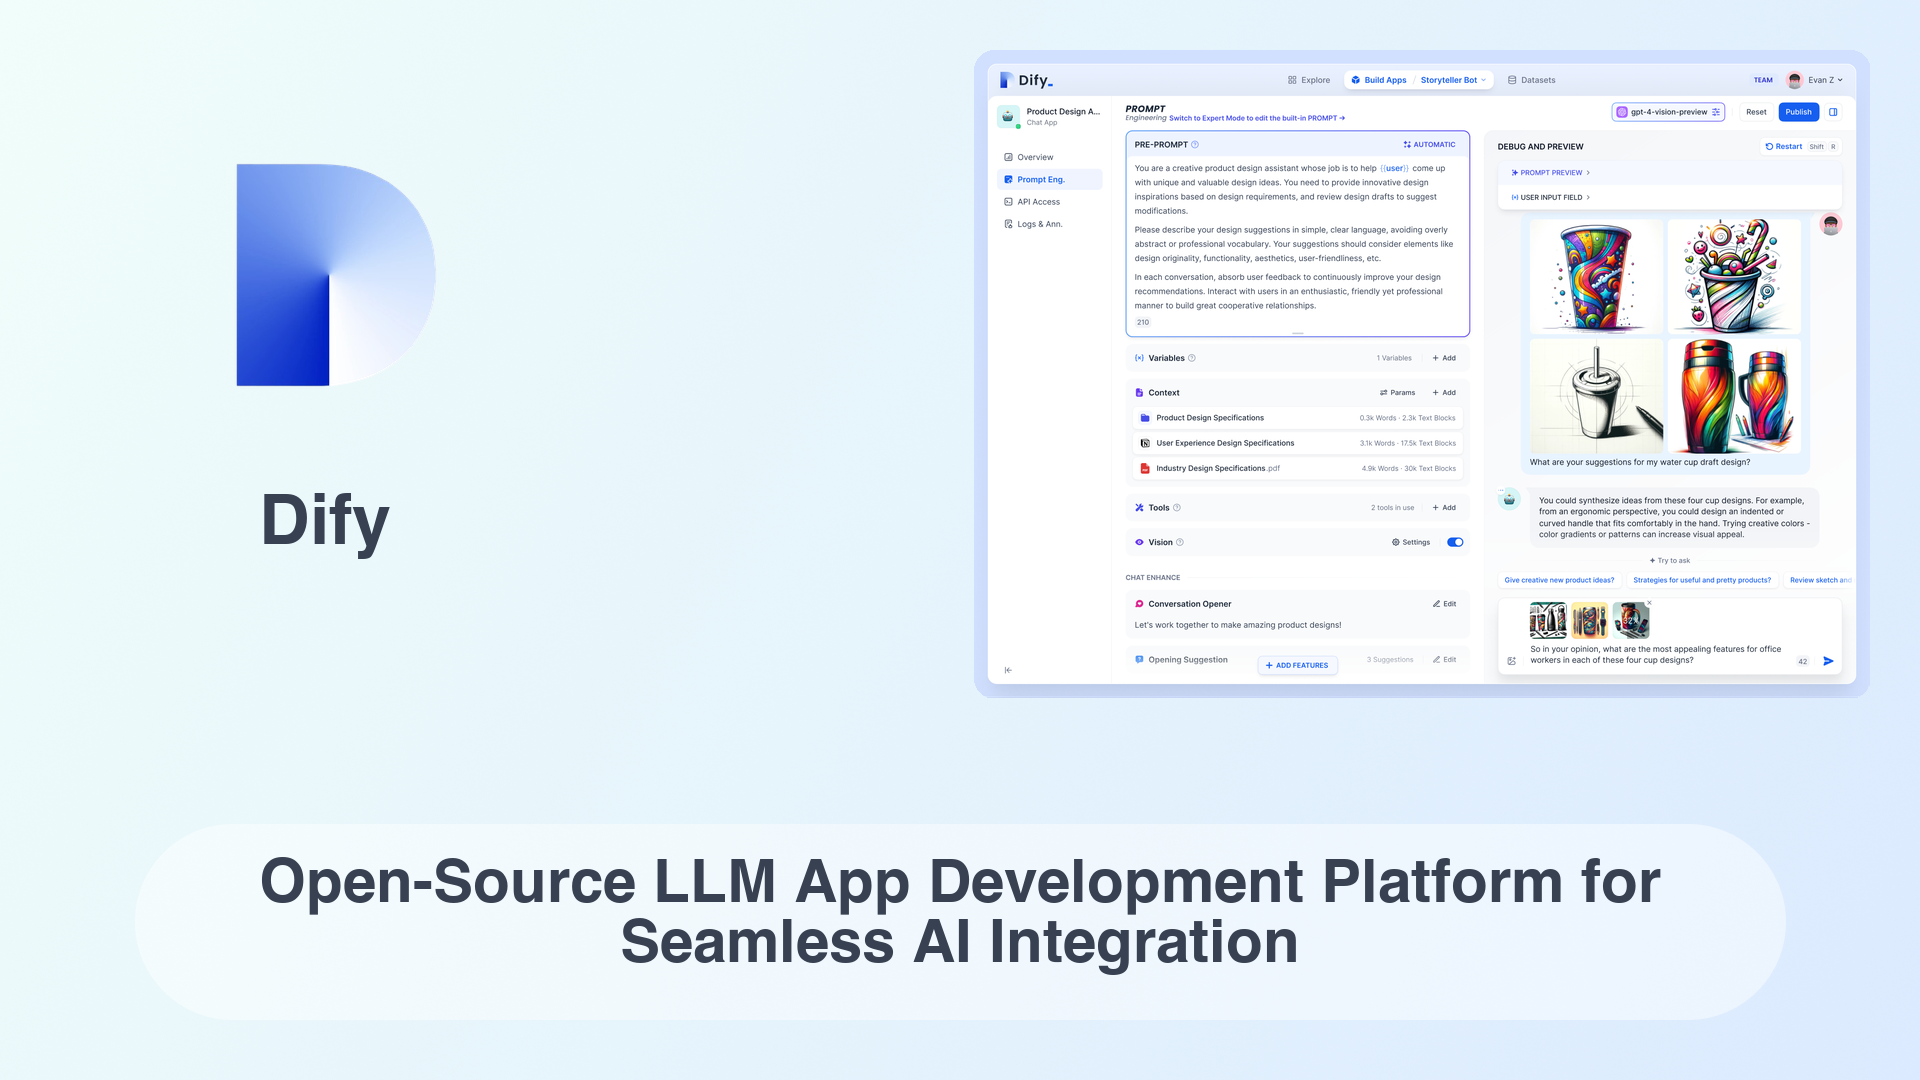 Dify
Open-Source LLM App Development Platform for
Seamless AI Integration
Dify_
Explore
Build Apps / Storyteller Bot
Datasets
TEAM
Evan Z
Product Design A...
Chat App
Overview
Prompt Eng.
API Access
Logs & Ann.
PROMPT
Engineering Switch to Expert Mode to edit the built-in PROMPT →
gpt-4-vision-preview
Reset
Publish
PRE-PROMPT
AUTOMATIC
You are a creative product design assistant whose job is to help {{user}} come up
with unique and valuable design ideas. You need to provide innovative design
inspirations based on design requirements, and review design drafts to suggest
modifications.
Please describe your design suggestions in simple, clear language, avoiding overly
abstract or professional vocabulary. Your suggestions should consider elements like
design originality, functionality, aesthetics, user-friendliness, etc.
In each conversation, absorb user feedback to continuously improve your design
recommendations. Interact with users in an enthusiastic, friendly yet professional
manner to build great cooperative relationships.
210
Variables
1 Variables
+ Add
Context
Params
+ Add
Product Design Specifications
0.3k Words · 2.3k Text Blocks
User Experience Design Specifications
3.1k Words · 17.5k Text Blocks
Industry Design Specifications.pdf
4.9k Words · 30k Text Blocks
Tools
2 tools in use
+ Add
Vision
Settings
CHAT ENHANCE
Conversation Opener
Edit
Let's work together to make amazing product designs!
Opening Suggestion
3 Suggestions
Edit
+ ADD FEATURES
DEBUG AND PREVIEW
Restart
Shift
R
PROMPT PREVIEW
USER INPUT FIELD
What are your suggestions for my water cup draft design?
You could synthesize ideas from these four cup designs. For example,
from an ergonomic perspective, you could design an indented or
curved handle that fits comfortably in the hand. Trying creative colors -
color gradients or patterns can increase visual appeal.
Try to ask
Give creative new product ideas?
Strategies for useful and pretty products?
Review sketch and
So in your opinion, what are the most appealing features for office
workers in each of these four cup designs?
42